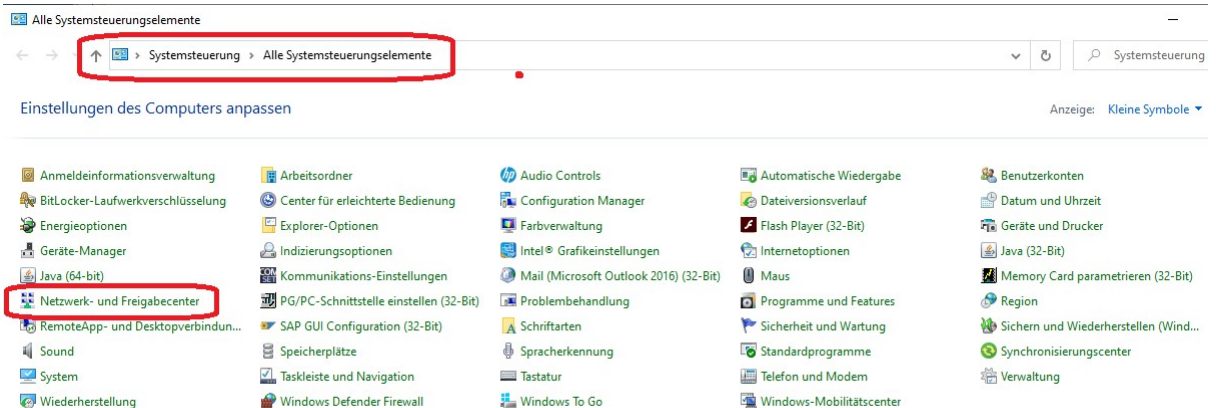 Alle Systemsteuerungselemente
Systemsteuerung > Alle Systemsteuerungselemente
Systemsteuerung
Einstellungen des Computers anpassen
Anzeige: Kleine Symbole
Anmeldeinformationsverwaltung Arbeitsordner Audio Controls Automatische Wiedergabe Benutzerkonten
BitLocker-Laufwerkverschlüsselung Center für erleichterte Bedienung Configuration Manager Dateiversionsverlauf Datum und Uhrzeit
Energieoptionen Explorer-Optionen Farbverwaltung Flash Player (32-Bit) Geräte und Drucker
Geräte-Manager Indizierungsoptionen Intel® Grafikeinstellungen Internetoptionen Java (32-Bit)
Java (64-bit) Kommunikations-Einstellungen Mail (Microsoft Outlook 2016) (32-Bit) Maus Memory Card parametrieren (32-Bit)
Netzwerk- und Freigabecenter PG/PC-Schnittstelle einstellen (32-Bit) Problembehandlung Programme und Features Region
RemoteApp- und Desktopverbindun... SAP GUI Configuration (32-Bit) Schriftarten Sicherheit und Wartung Sichern und Wiederherstellen (Wind...
Sound Speicherplätze Spracherkennung Standardprogramme Synchronisierungscenter
System Taskleiste und Navigation Tastatur Telefon und Modem Verwaltung
Wiederherstellung Windows Defender Firewall Windows To Go Windows-Mobilitätscenter